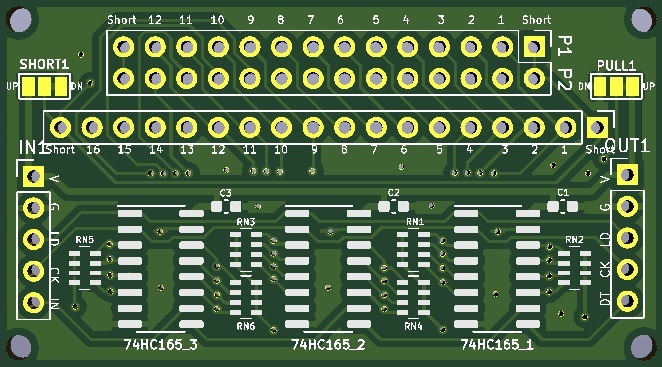 Short 12 11 10 9 8 7 6 5 4 3 2 1 Short
P1
SHORT1
PULL1
P2
UP DN
DN UP
IN1
Short 16 15 14 13 12 11 10 9 8 7 6 5 4 3 2 1 Short
OUT1
V
V
C3
C2
C1
G
G
RN3
RN1
LD
RN5
RN2
LD
CK
CK
IN
DT
RN6
RN4
74HC165_3
74HC165_2
74HC165_1